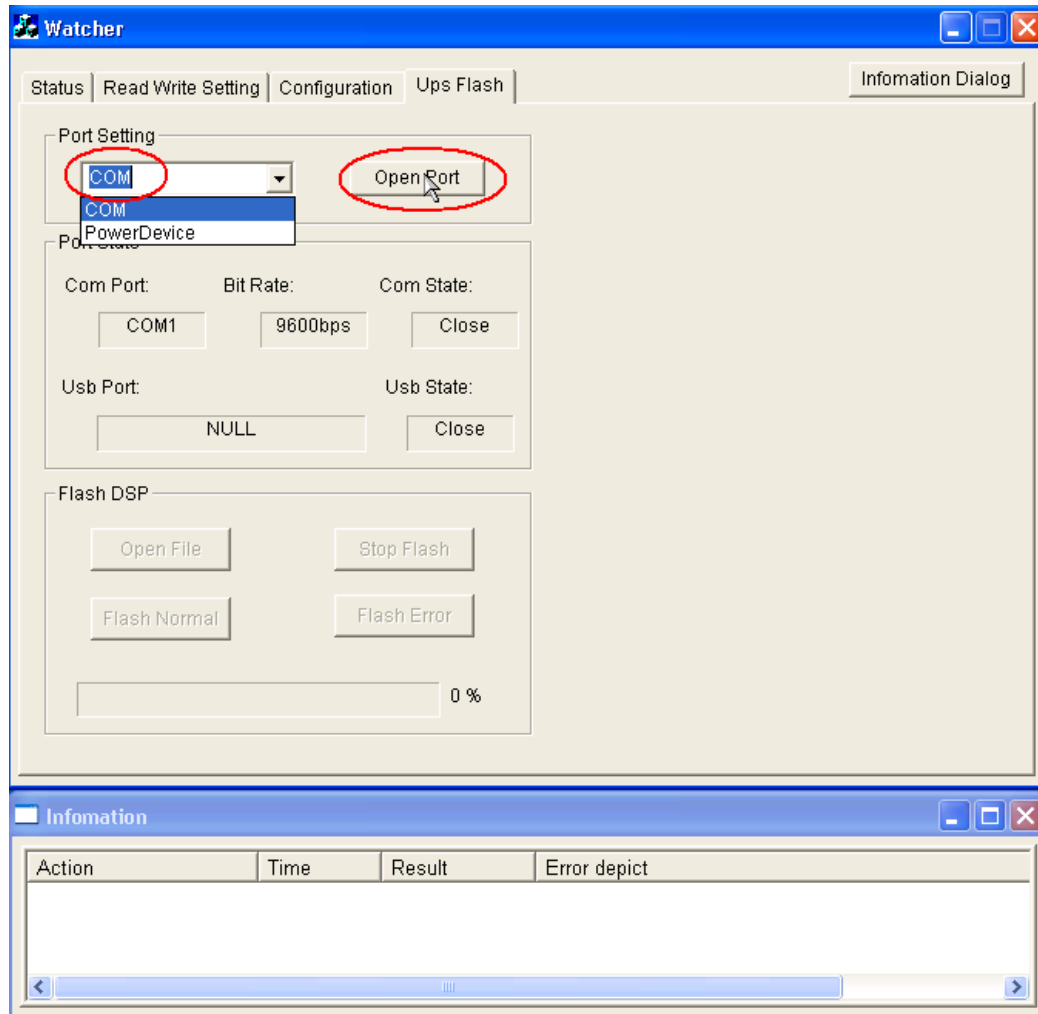 Watcher
Status Read Write Setting Configuration Ups Flash Infomation Dialog
Port Setting
COM Open Port
COM
PowerDevice
Port State
Com Port: Bit Rate: Com State:
COM1 9600bps Close
Usb Port: Usb State:
NULL Close
Flash DSP
Open File Stop Flash
Flash Normal Flash Error
0 %
Infomation
Action Time Result Error depict